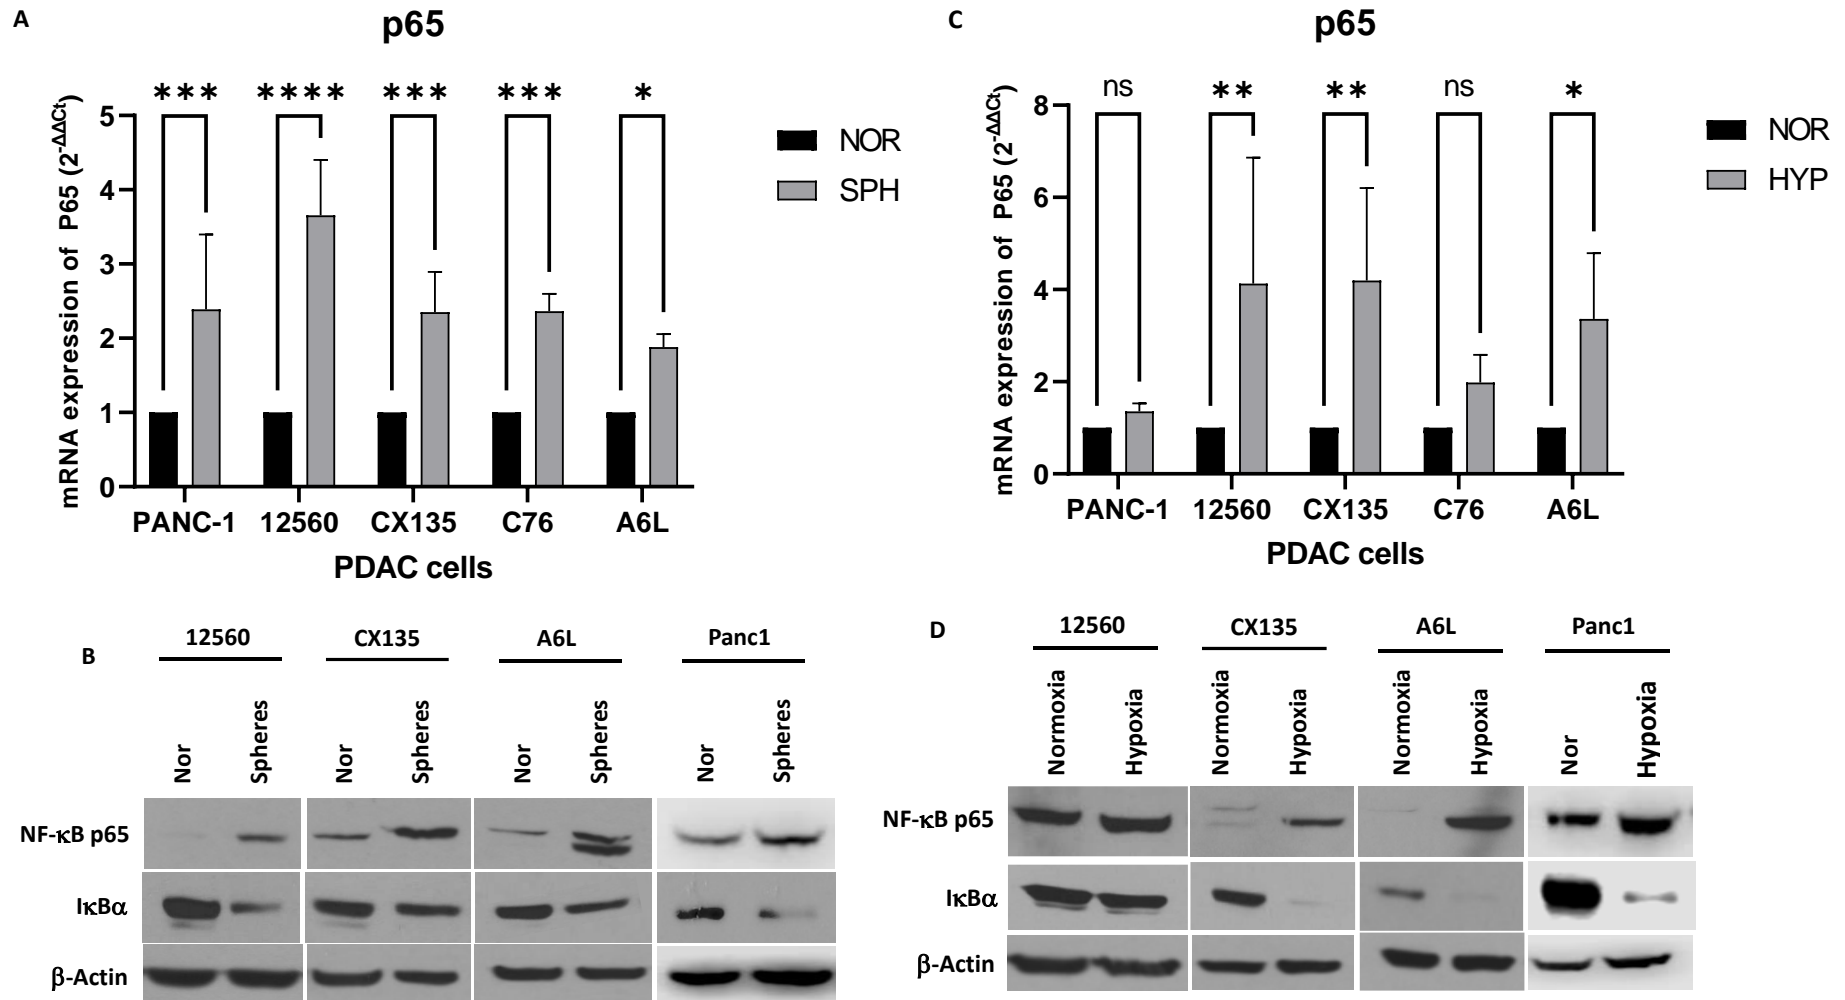 A
p65
*** **** *** *** *
mRNA expression of P65 (2^-ΔΔCt)
5
4
3
2
1
0
NOR
SPH
PANC-1 12560 CX135 C76 A6L
PDAC cells
C
p65
ns ** ** ns *
mRNA expression of P65 (2^-ΔΔCt)
8
6
4
2
0
NOR
HYP
PANC-1 12560 CX135 C76 A6L
PDAC cells
B
12560 CX135 A6L Panc1
Nor Spheres Nor Spheres Nor Spheres Nor Spheres
NF-κB p65
IκBα
β-Actin
D
12560 CX135 A6L Panc1
Normoxia Hypoxia Normoxia Hypoxia Normoxia Hypoxia Nor Hypoxia
NF-κB p65
IκBα
β-Actin